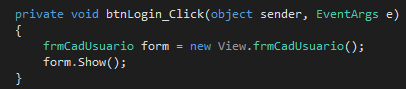 private void btnLogin_Click(object sender, EventArgs e)
{
frmCadUsuario form = new View.frmCadUsuario();
form.Show();
}